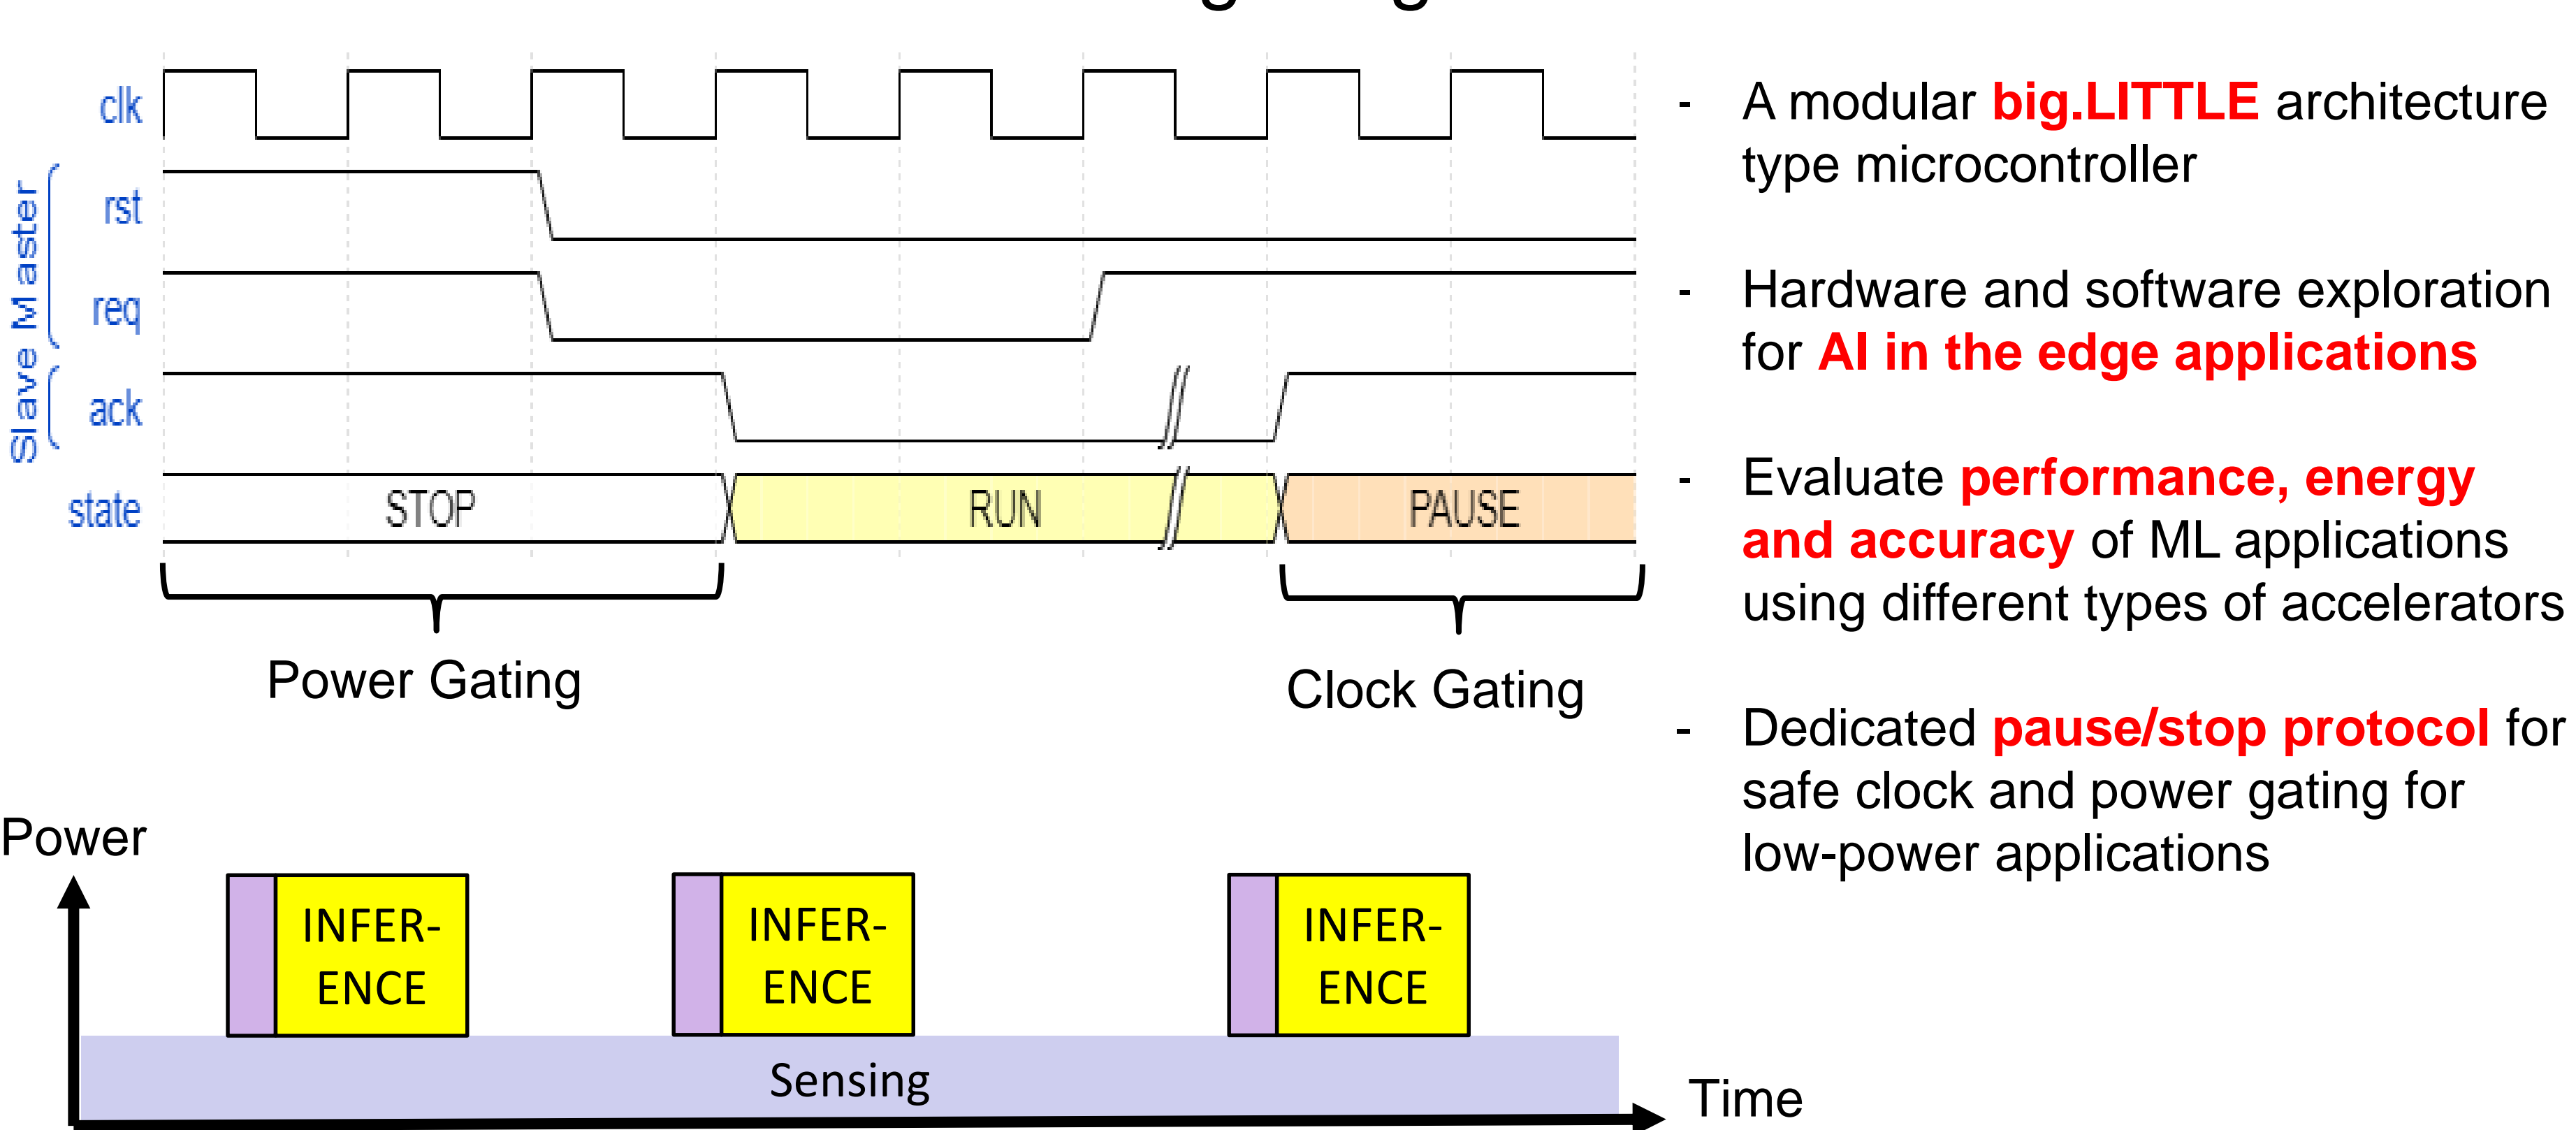 clk
rst
req
ack
state
Slave Master
STOP
RUN
PAUSE
Power Gating
Clock Gating
Power
INFER-
ENCE
INFER-
ENCE
INFER-
ENCE
Sensing
Time
- A modular big.LITTLE architecture
type microcontroller
- Hardware and software exploration
for AI in the edge applications
- Evaluate performance, energy
and accuracy of ML applications
using different types of accelerators
- Dedicated pause/stop protocol for
safe clock and power gating for
low-power applications